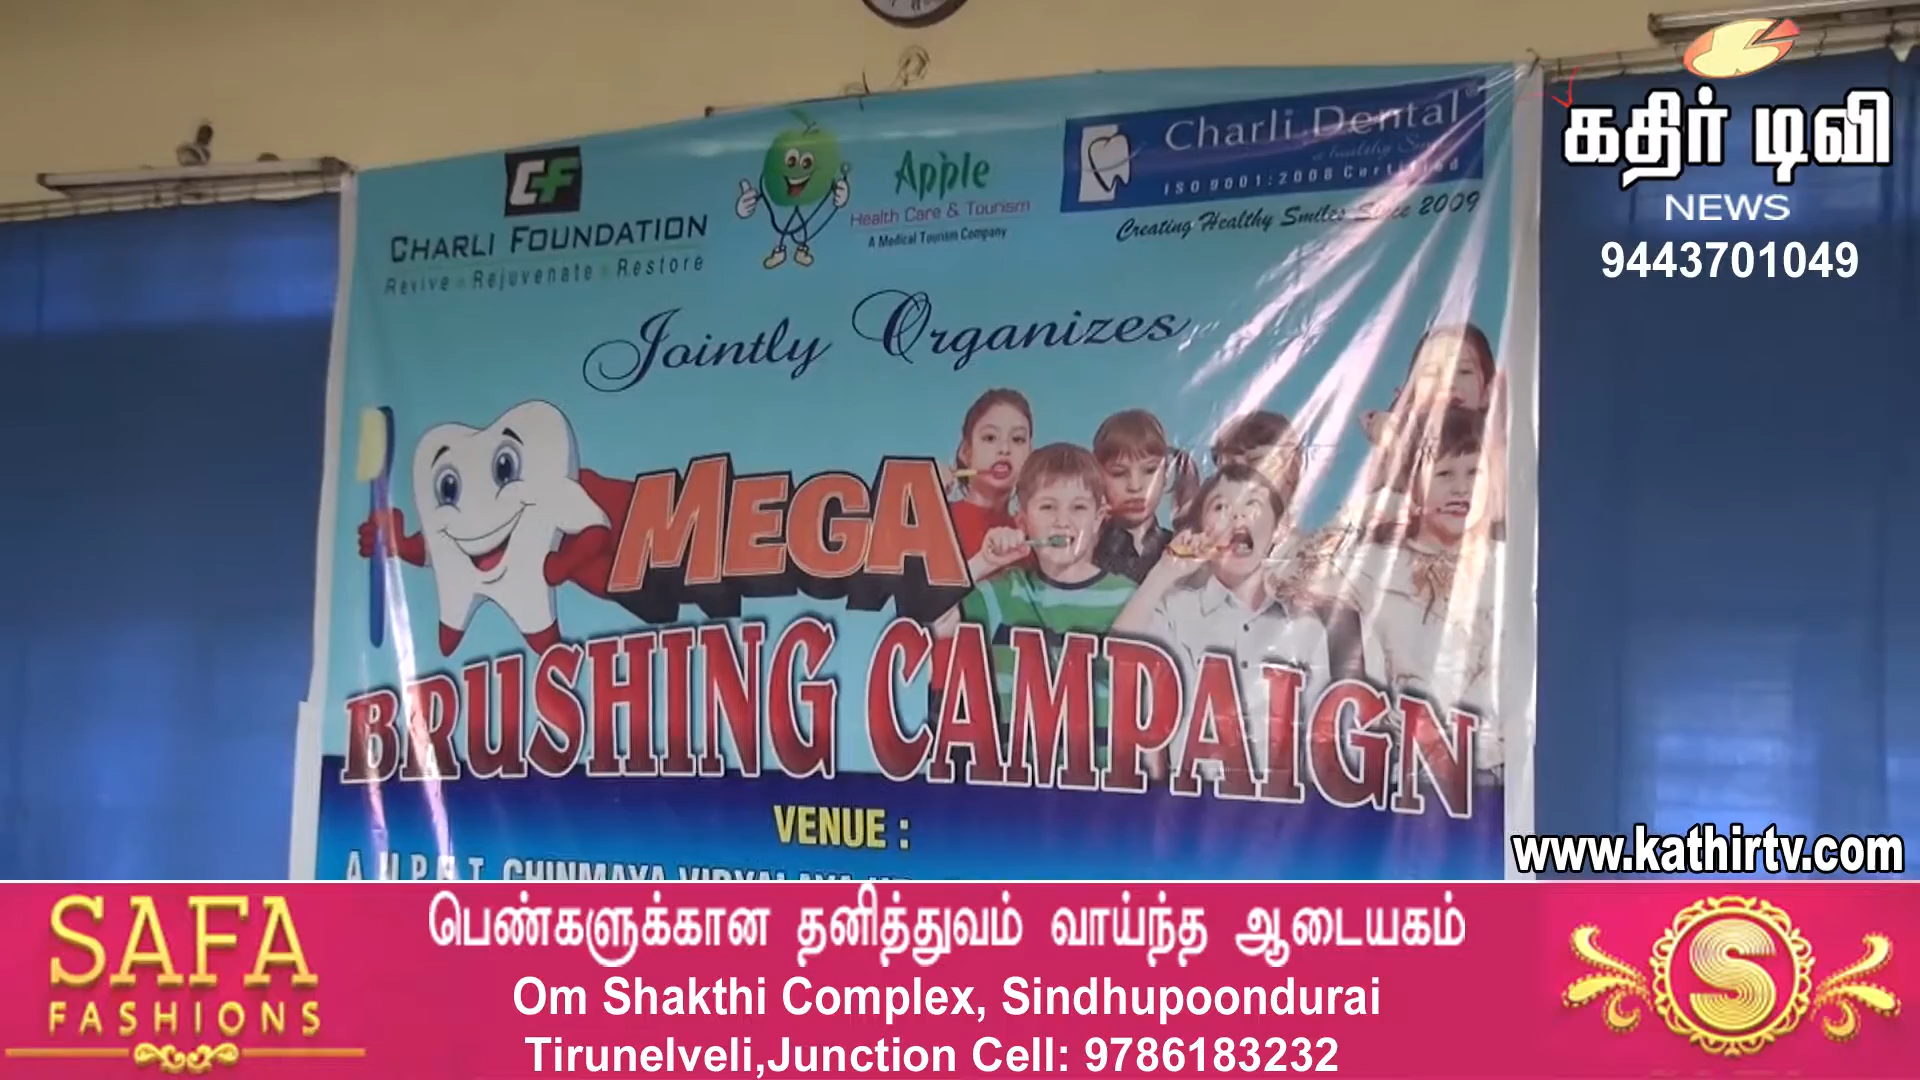 CF
CHARLI FOUNDATION
Revive Rejuvenate Restore
Apple
Health Care & Tourism
A Medical Tourism Company
Charli Dental
ISO 9001:2008 Certified
Creating Healthy Smiles Since 2009
Jointly Organizes
MEGA
BRUSHING CAMPAIGN
VENUE :
CHINMAYA VIDYALAYA
கதிர் டிவி
NEWS
9443701049
www.kathirtv.com
SAFA
FASHIONS
பெண்களுக்கான தனித்துவம் வாய்ந்த ஆடையகம்
Om Shakthi Complex, Sindhupoondurai
Tirunelveli,Junction Cell: 9786183232
S